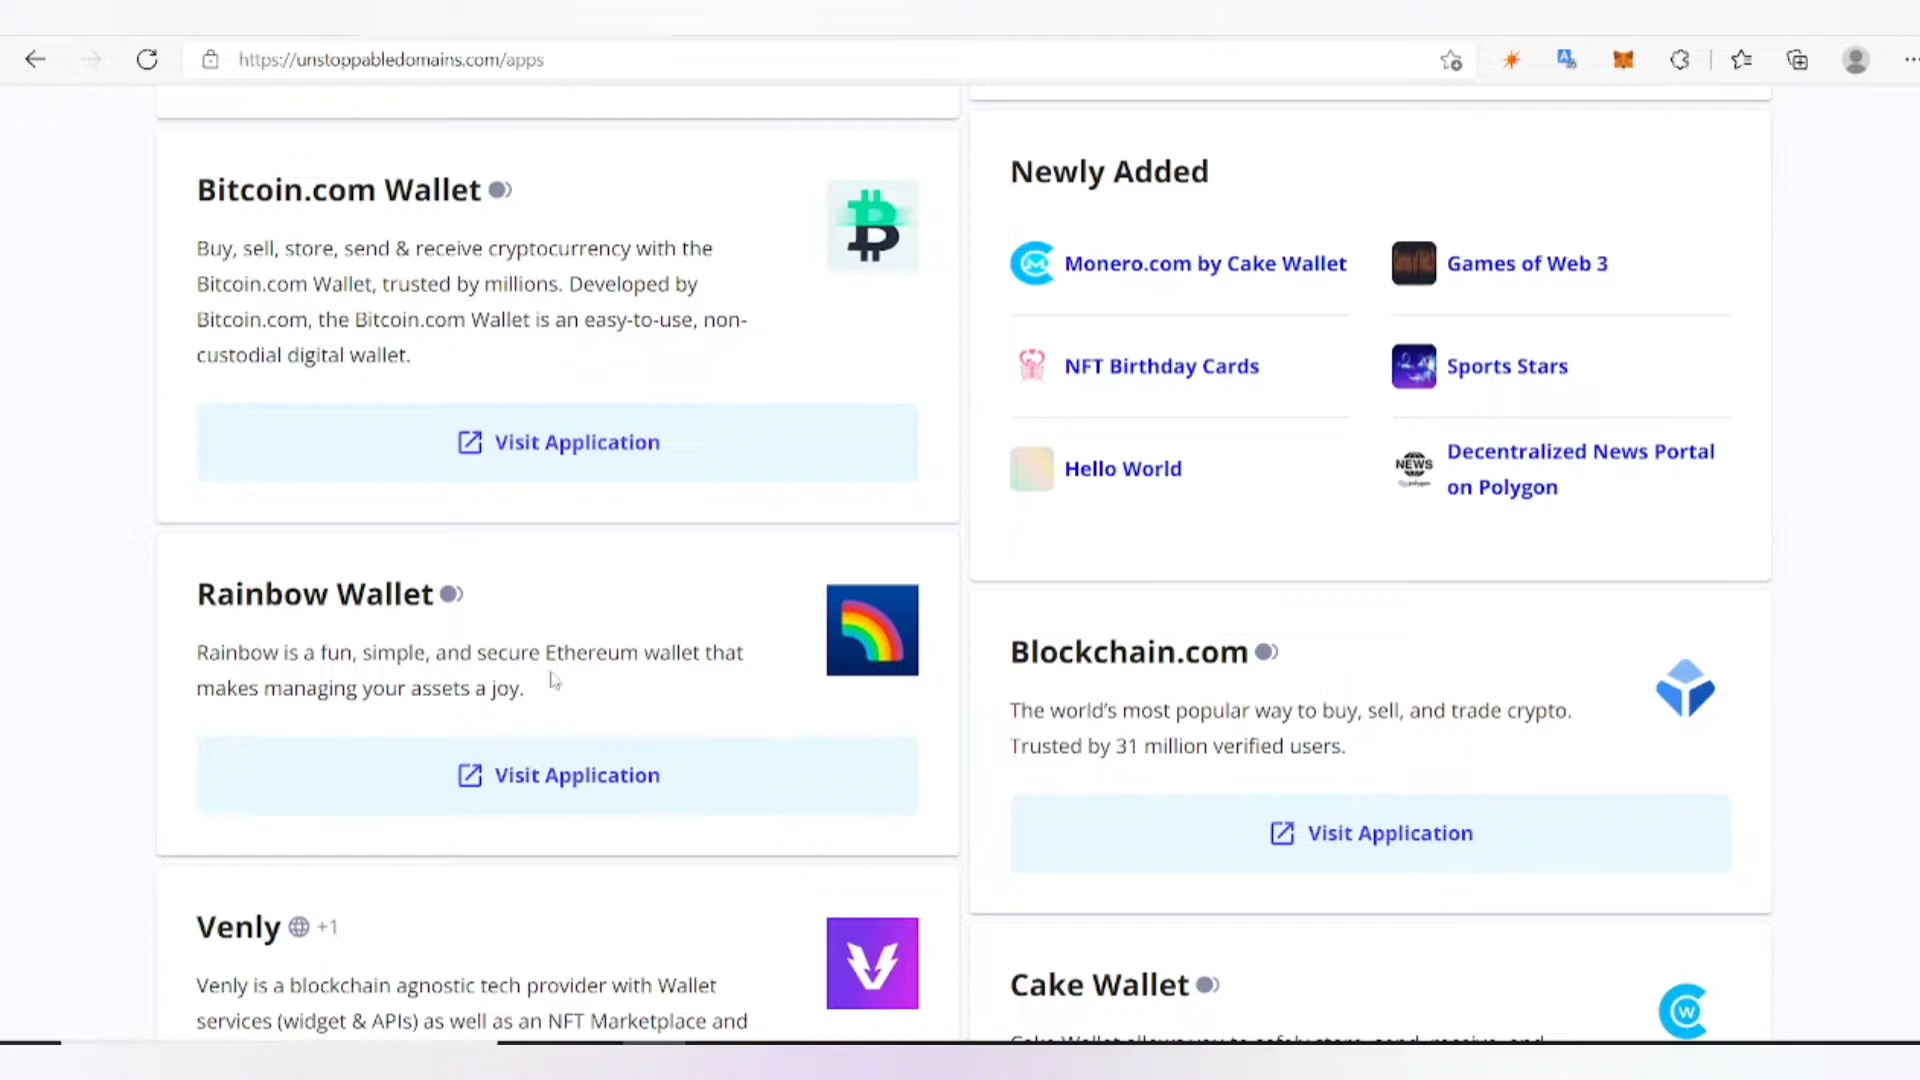 https://unstoppabledomains.com/apps
Bitcoin.com Wallet
Buy, sell, store, send & receive cryptocurrency with the
Bitcoin.com Wallet, trusted by millions. Developed by
Bitcoin.com, the Bitcoin.com Wallet is an easy-to-use, non-
custodial digital wallet.
Visit Application
Rainbow Wallet
Rainbow is a fun, simple, and secure Ethereum wallet that
makes managing your assets a joy.
Visit Application
Venly +1
Venly is a blockchain agnostic tech provider with Wallet
services (widget & APIs) as well as an NFT Marketplace and
Newly Added
Monero.com by Cake Wallet
Games of Web 3
NFT Birthday Cards
Sports Stars
Hello World
NEWS
Decentralized News Portal
on Polygon
Blockchain.com
The world's most popular way to buy, sell, and trade crypto.
Trusted by 31 million verified users.
Visit Application
Cake Wallet